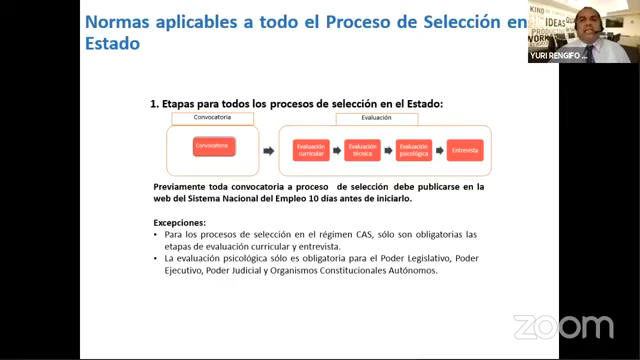 Normas aplicables a todo el Proceso de Selección en
Estado
KIND
IDEAS
WORK
YURI RENGIFO ...
1. Etapas para todos los procesos de selección en el Estado:
Convocatoria
Evaluación
Convocatoria
Evaluación
curricular
Evaluación
técnica
Evaluación
psicológica
Entrevista
Previamente toda convocatoria a proceso de selección debe publicarse en la
web del Sistema Nacional del Empleo 10 días antes de iniciarlo.
Excepciones:
• Para los procesos de selección en el régimen CAS, sólo son obligatorias las
etapas de evaluación curricular y entrevista.
• La evaluación psicológica sólo es obligatoria para el Poder Legislativo, Poder
Ejecutivo, Poder Judicial y Organismos Constitucionales Autónomos.
zoom